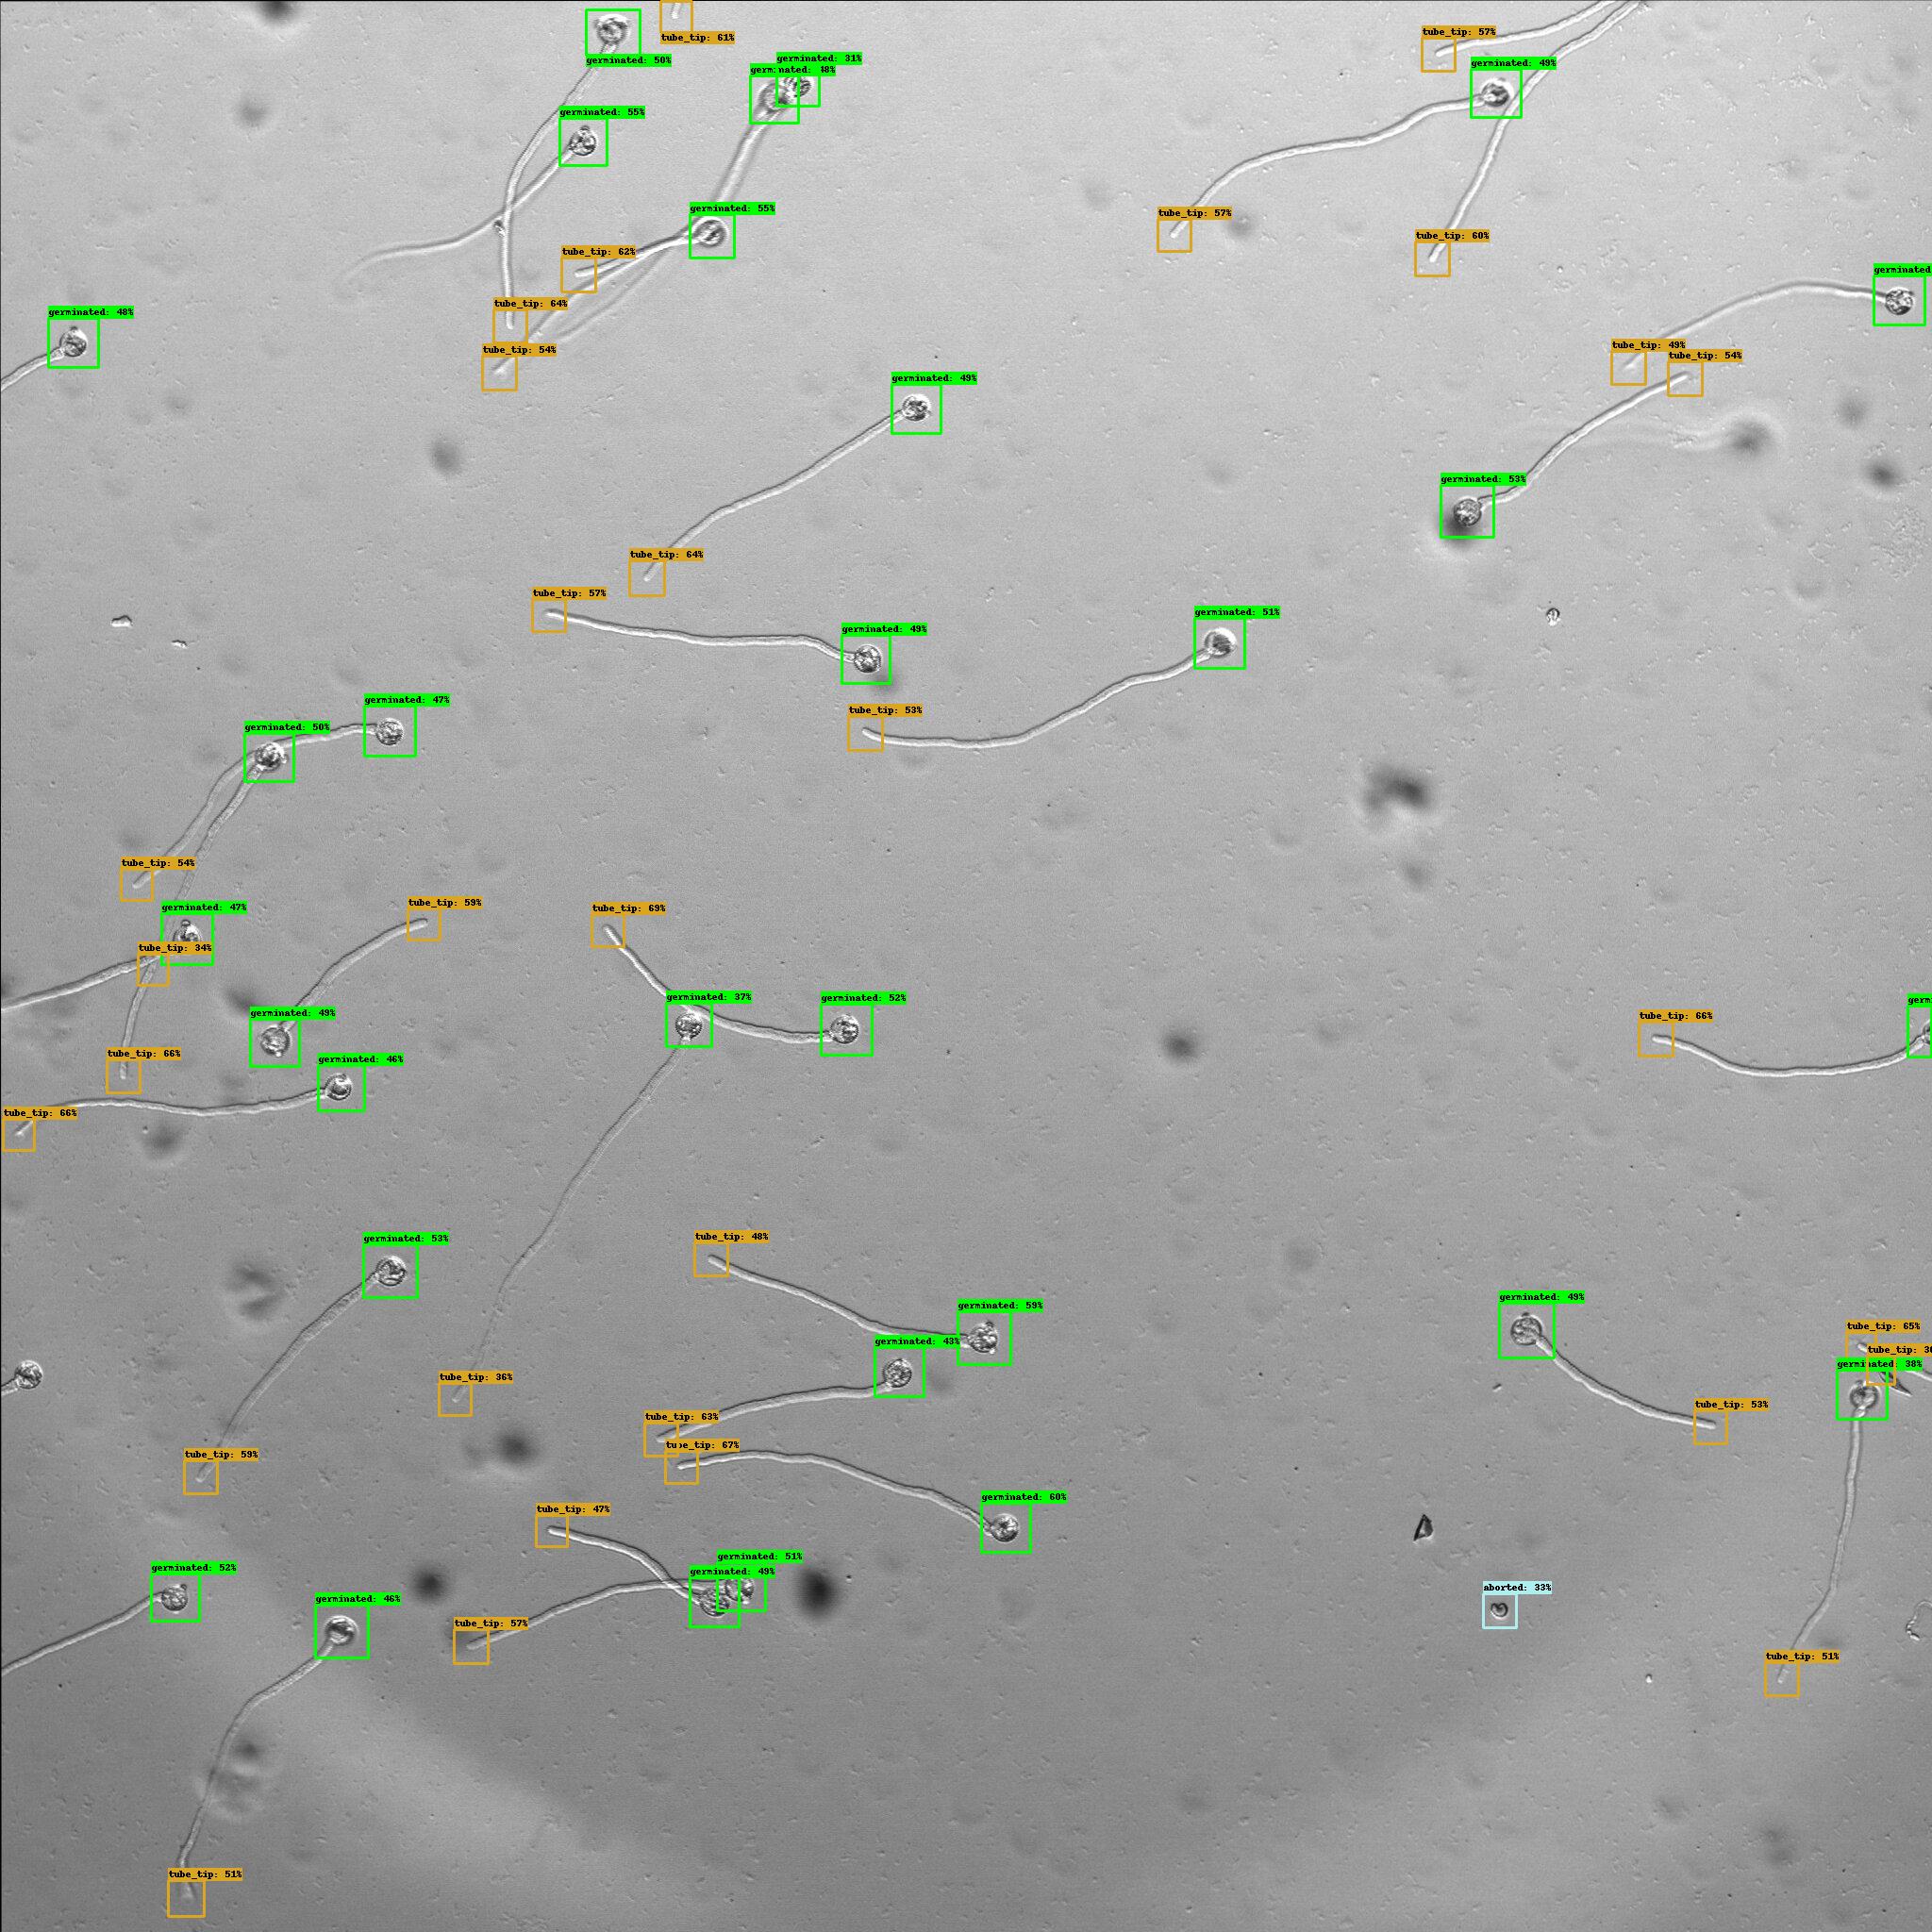 tube_tip: 57%
tube_tip: 61%
germinated: 50%
germinated: 31%
germinated: 49%
germinated: 55%
germinated: 55%
tube_tip: 57%
tube_tip: 60%
tube_tip: 62%
germinated
tube_tip: 64%
germinated: 48%
tube_tip: 49%
tube_tip: 54%
tube_tip: 54%
germinated: 49%
germinated: 53%
tube_tip: 64%
tube_tip: 57%
germinated: 51%
germinated: 49%
germinated: 47%
tube_tip: 53%
germinated: 50%
tube_tip: 54%
tube_tip: 59%
germinated: 47%
tube_tip: 69%
tube_tip: 34%
germinated: 37%
germinated: 52%
germ
germinated: 49%
tube_tip: 66%
tube_tip: 66%
germinated: 46%
tube_tip: 66%
tube_tip: 48%
germinated: 53%
germinated: 49%
germinated: 59%
tube_tip: 65%
germinated: 43%
tube_tip:
38%
tube_tip: 36%
tube_tip: 53%
tube_tip: 63%
tube_tip: 67%
tube_tip: 59%
germinated: 60%
tube_tip: 47%
germinated: 51%
germinated: 52%
germinated: 49%
aborted: 33%
germinated: 46%
tube_tip: 57%
tube_tip: 51%
tube_tip: 51%